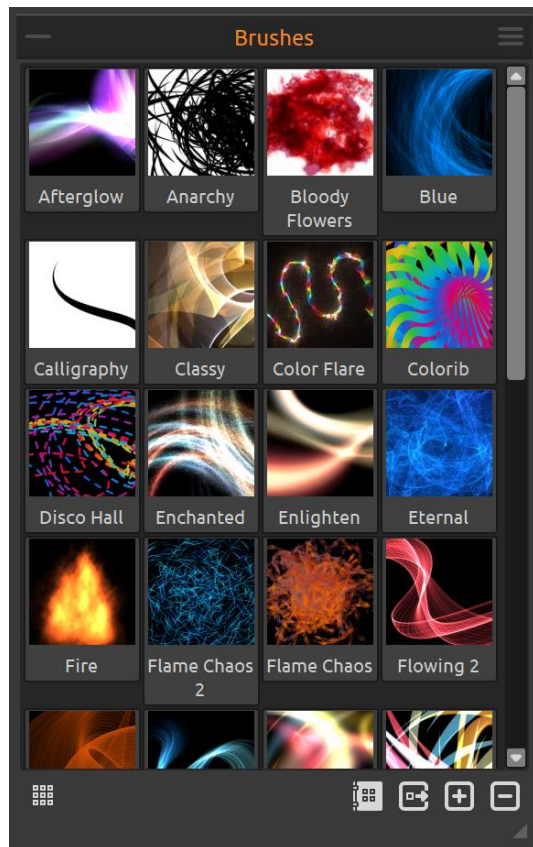 Brushes
Afterglow
Anarchy
Bloody
Flowers
Blue
Calligraphy
Classy
Color Flare
Colorib
Disco Hall
Enchanted
Enlighten
Eternal
Fire
Flame Chaos
2
Flame Chaos
Flowing 2